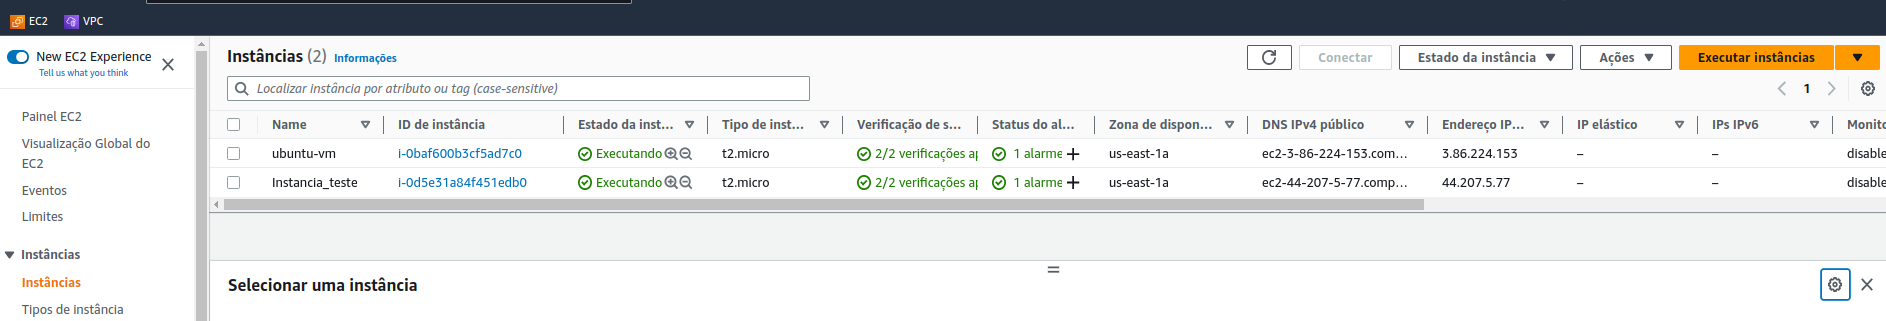 EC2 VPC
New EC2 Experience
Tell us what you think
Painel EC2
Visualização Global do
EC2
Eventos
Limites
Instâncias
Instâncias
Tipos de instância
Instâncias (2) Informações
Conectar Estado da instância Ações Executar instâncias
Localizar instância por atributo ou tag (case-sensitive)
1
Name ID de instância Estado da inst... Tipo de inst... Verificação de s... Status do al... Zona de dispon... DNS IPv4 público Endereço IP... IP elástico IPs IPv6 Monito
ubuntu-vm i-0baf600b3cf5ad7c0 Executando t2.micro 2/2 verificações ap 1 alarme us-east-1a ec2-3-86-224-153.com... 3.86.224.153 – – disable
Instancia_teste i-0d5e31a84f451edb0 Executando t2.micro 2/2 verificações ap 1 alarme us-east-1a ec2-44-207-5-77.comp... 44.207.5.77 – – disable
Selecionar uma instância